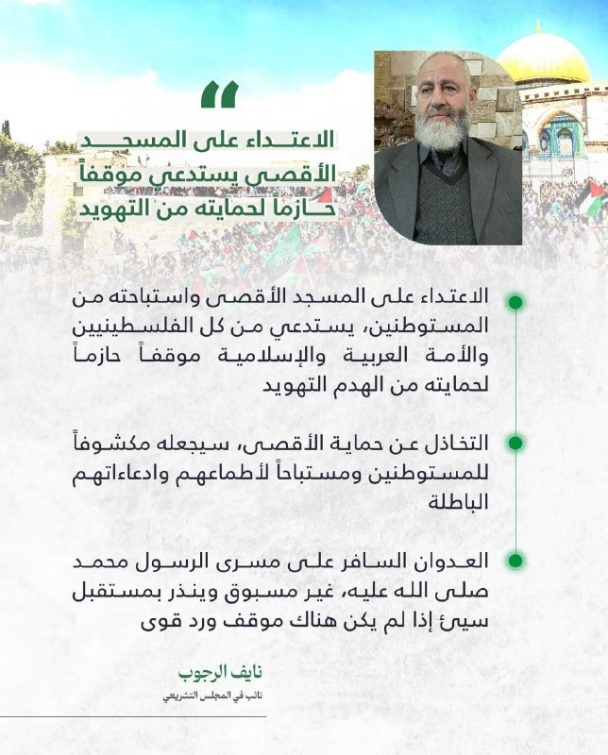 الاعتداء على المسجد
الأقصى يستدعي موقفاً
حازماً لحمايته من التهويد
الاعتداء على المسجد الأقصى واستباحته من
المستوطنين، يستدعي من كل الفلسطينيين
والأمة العربية والإسلامية موقفاً حازماً
لحمايته من الهدم التهويد
التخاذل عن حماية الأقصى، سيجعله مكشوفاً
للمستوطنين ومستباحاً لأطماعهم وادعاءاتهم
الباطلة
العدوان السافر على مسرى الرسول محمد
صلى الله عليه، غير مسبوق وينذر بمستقبل
سيئ إذا لم يكن هناك موقف ورد قوى
نايف الرجوب
نائب في المجلس التشريعي